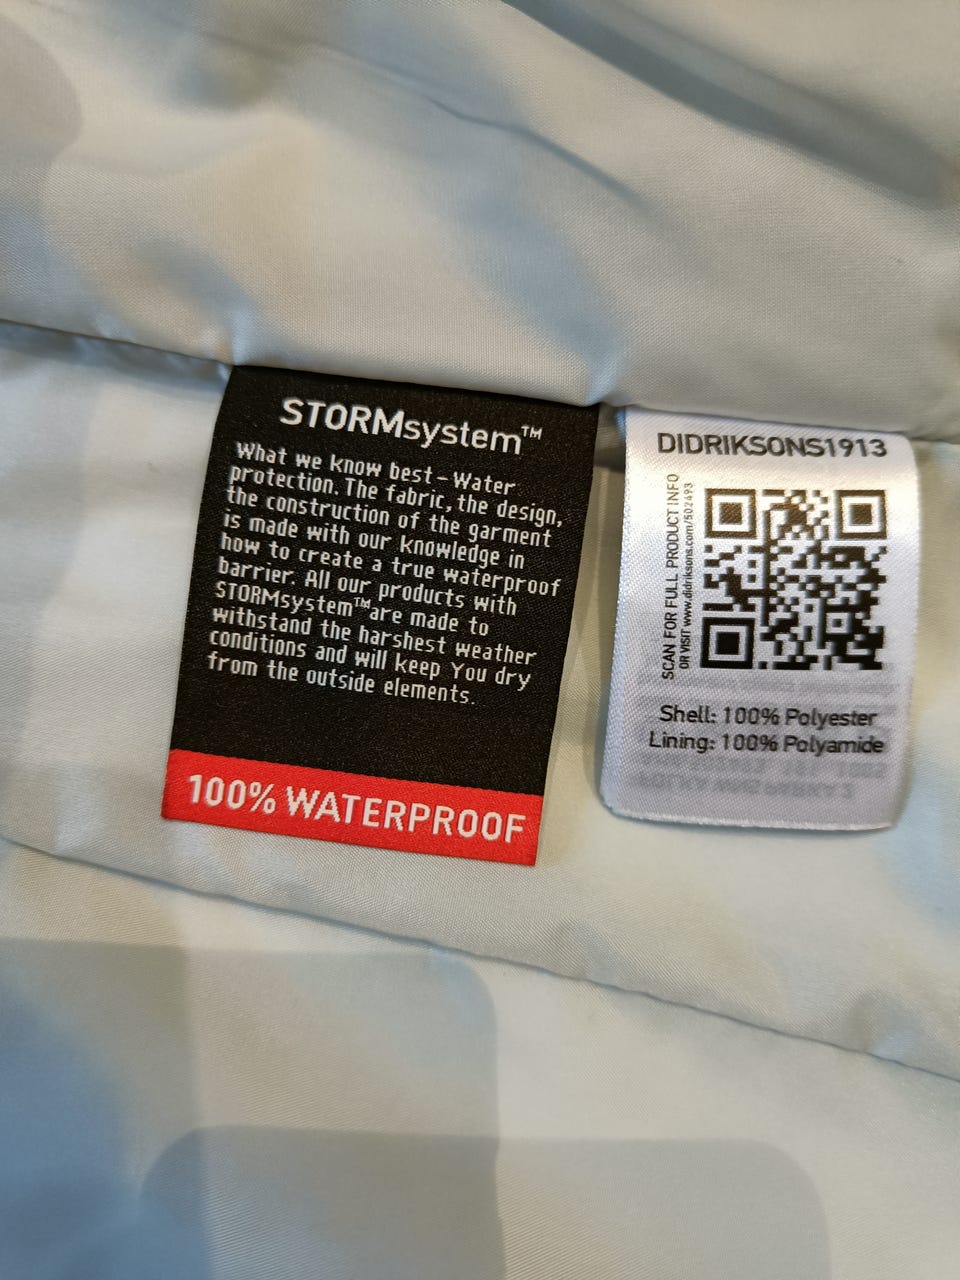 STORMsystem™
What we know best - Water
protection. The fabric, the design,
the construction of the garment
is made with our knowledge in
how to create a true waterproof
barrier. All our products with
STORMsystem™ are made to
withstand the harshest weather
conditions and will keep You dry
from the outside elements.
100% WATERPROOF
DIDRIKSONS1913
SCAN FOR FULL PRODUCT INFO
OR VISIT www.didriksons.com/502493
Shell: 100% Polyester
Lining: 100% Polyamide